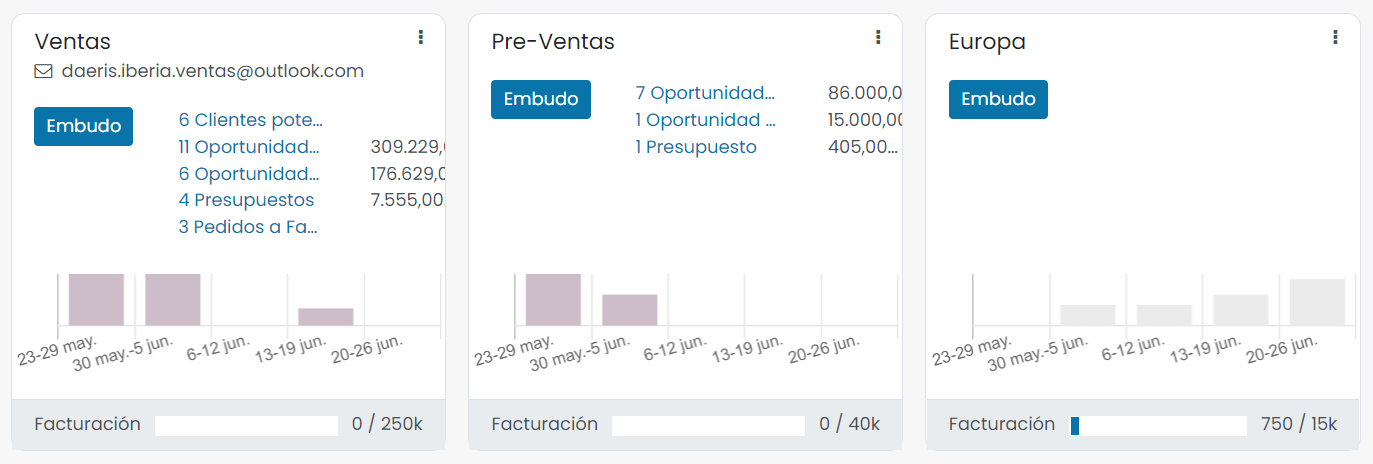 Ventas
daeris.iberia.ventas@outlook.com
Embudo
6 Clientes pote...
11 Oportunidad... 309.229,0
6 Oportunidad... 176.629,0
4 Presupuestos 7.555,00
3 Pedidos a Fa...
23-29 may. 30 may.-5 jun. 6-12 jun. 13-19 jun. 20-26 jun.
Facturación 0 / 250k
Pre-Ventas
Embudo
7 Oportunidad... 86.000,0
1 Oportunidad ... 15.000,00
1 Presupuesto 405,00...
23-29 may. 30 may.-5 jun. 6-12 jun. 13-19 jun. 20-26 jun.
Facturación 0 / 40k
Europa
Embudo
23-29 may. 30 may.-5 jun. 6-12 jun. 13-19 jun. 20-26 jun.
Facturación 750 / 15k